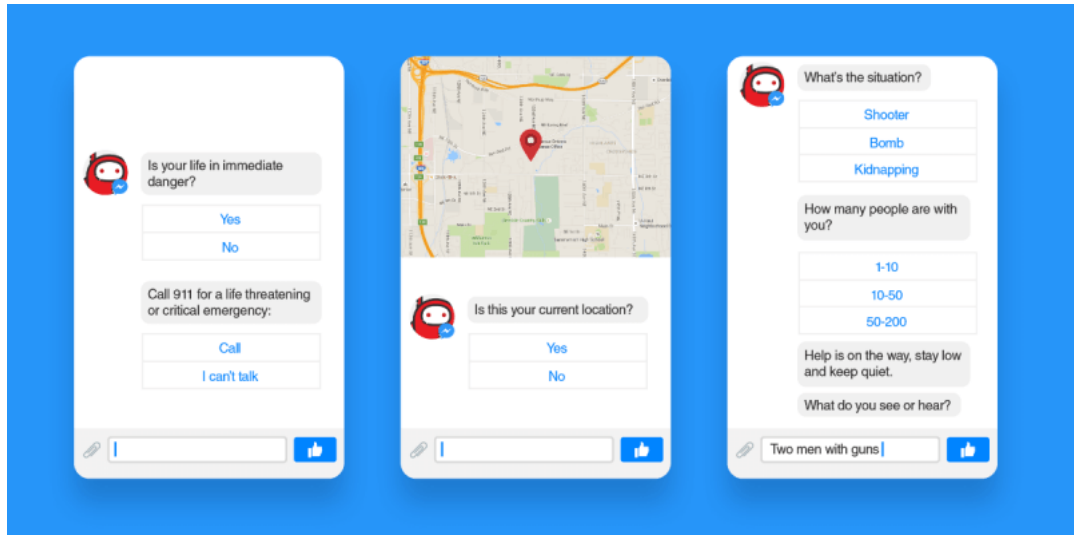 Is your life in immediate
danger?
Yes
No
Call 911 for a life threatening
or critical emergency:
Call
I can't talk
Is this your current location?
Yes
No
What's the situation?
Shooter
Bomb
Kidnapping
How many people are with
you?
1-10
10-50
50-200
Help is on the way, stay low
and keep quiet.
What do you see or hear?
Two men with guns